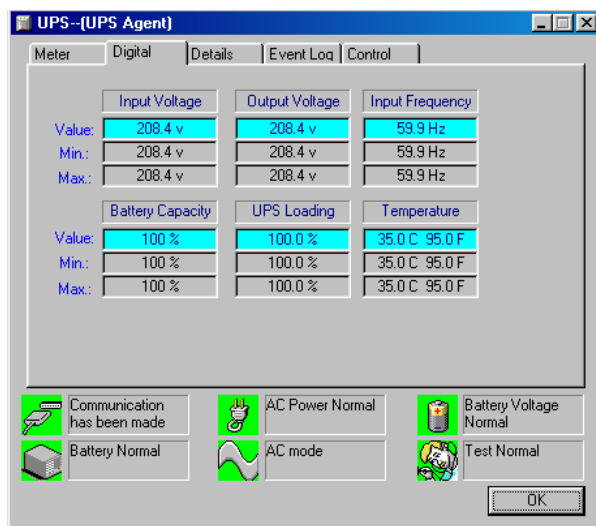 UPS--(UPS Agent)
Meter Digital Details Event Log Control
Input Voltage Output Voltage Input Frequency
Value: 208.4 v 208.4 v 59.9 Hz
Min.: 208.4 v 208.4 v 59.9 Hz
Max.: 208.4 v 208.4 v 59.9 Hz
Battery Capacity UPS Loading Temperature
Value: 100 % 100.0 % 35.0 C 95.0 F
Min.: 100 % 100.0 % 35.0 C 95.0 F
Max.: 100 % 100.0 % 35.0 C 95.0 F
Communication has been made
AC Power Normal
Battery Voltage Normal
Battery Normal
AC mode
Test Normal
OK